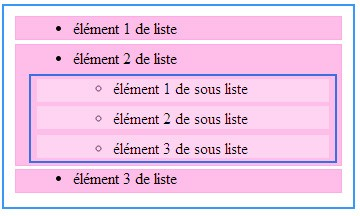 élément 1 de liste
élément 2 de liste
élément 1 de sous liste
élément 2 de sous liste
élément 3 de sous liste
élément 3 de liste